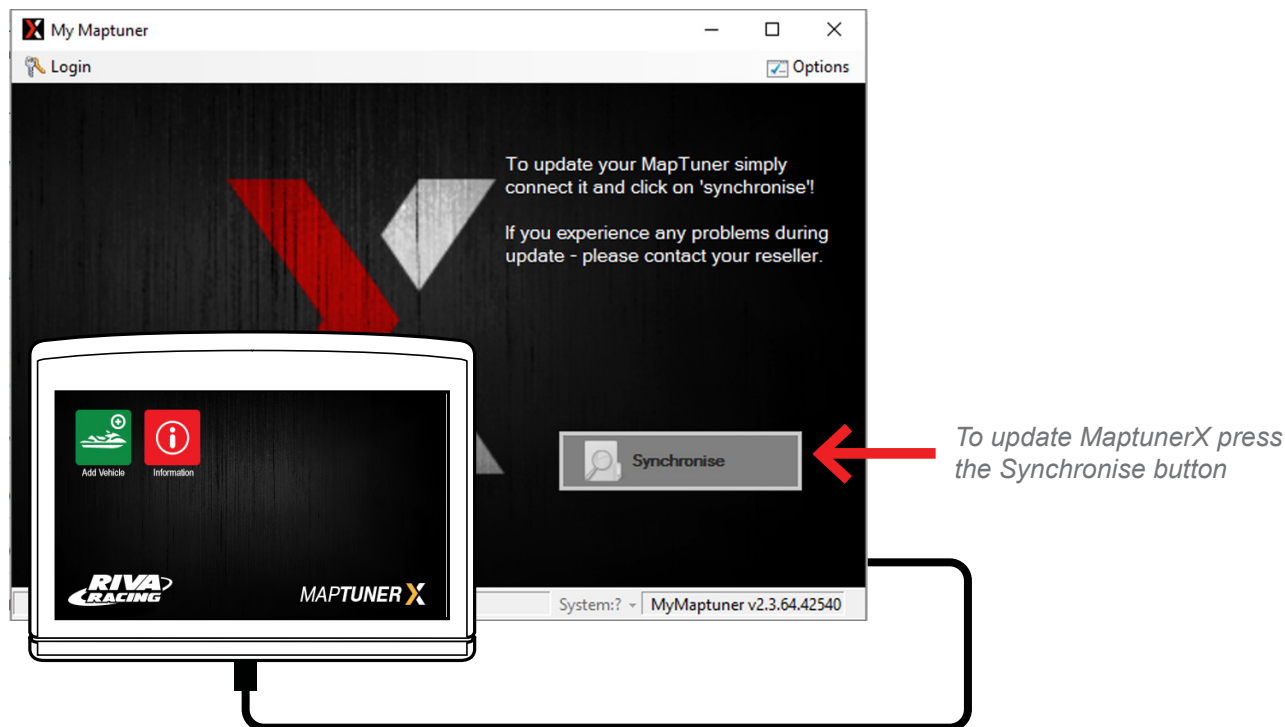 My Maptuner
Login
Options
To update your MapTuner simply
connect it and click on 'synchronise'!
If you experience any problems during
update - please contact your reseller.
Synchronise
To update MaptunerX press
the Synchronise button
Add Vehicle
Information
RIVA
RACING
MAPTUNER X
System:?
MyMaptuner v2.3.64.42540